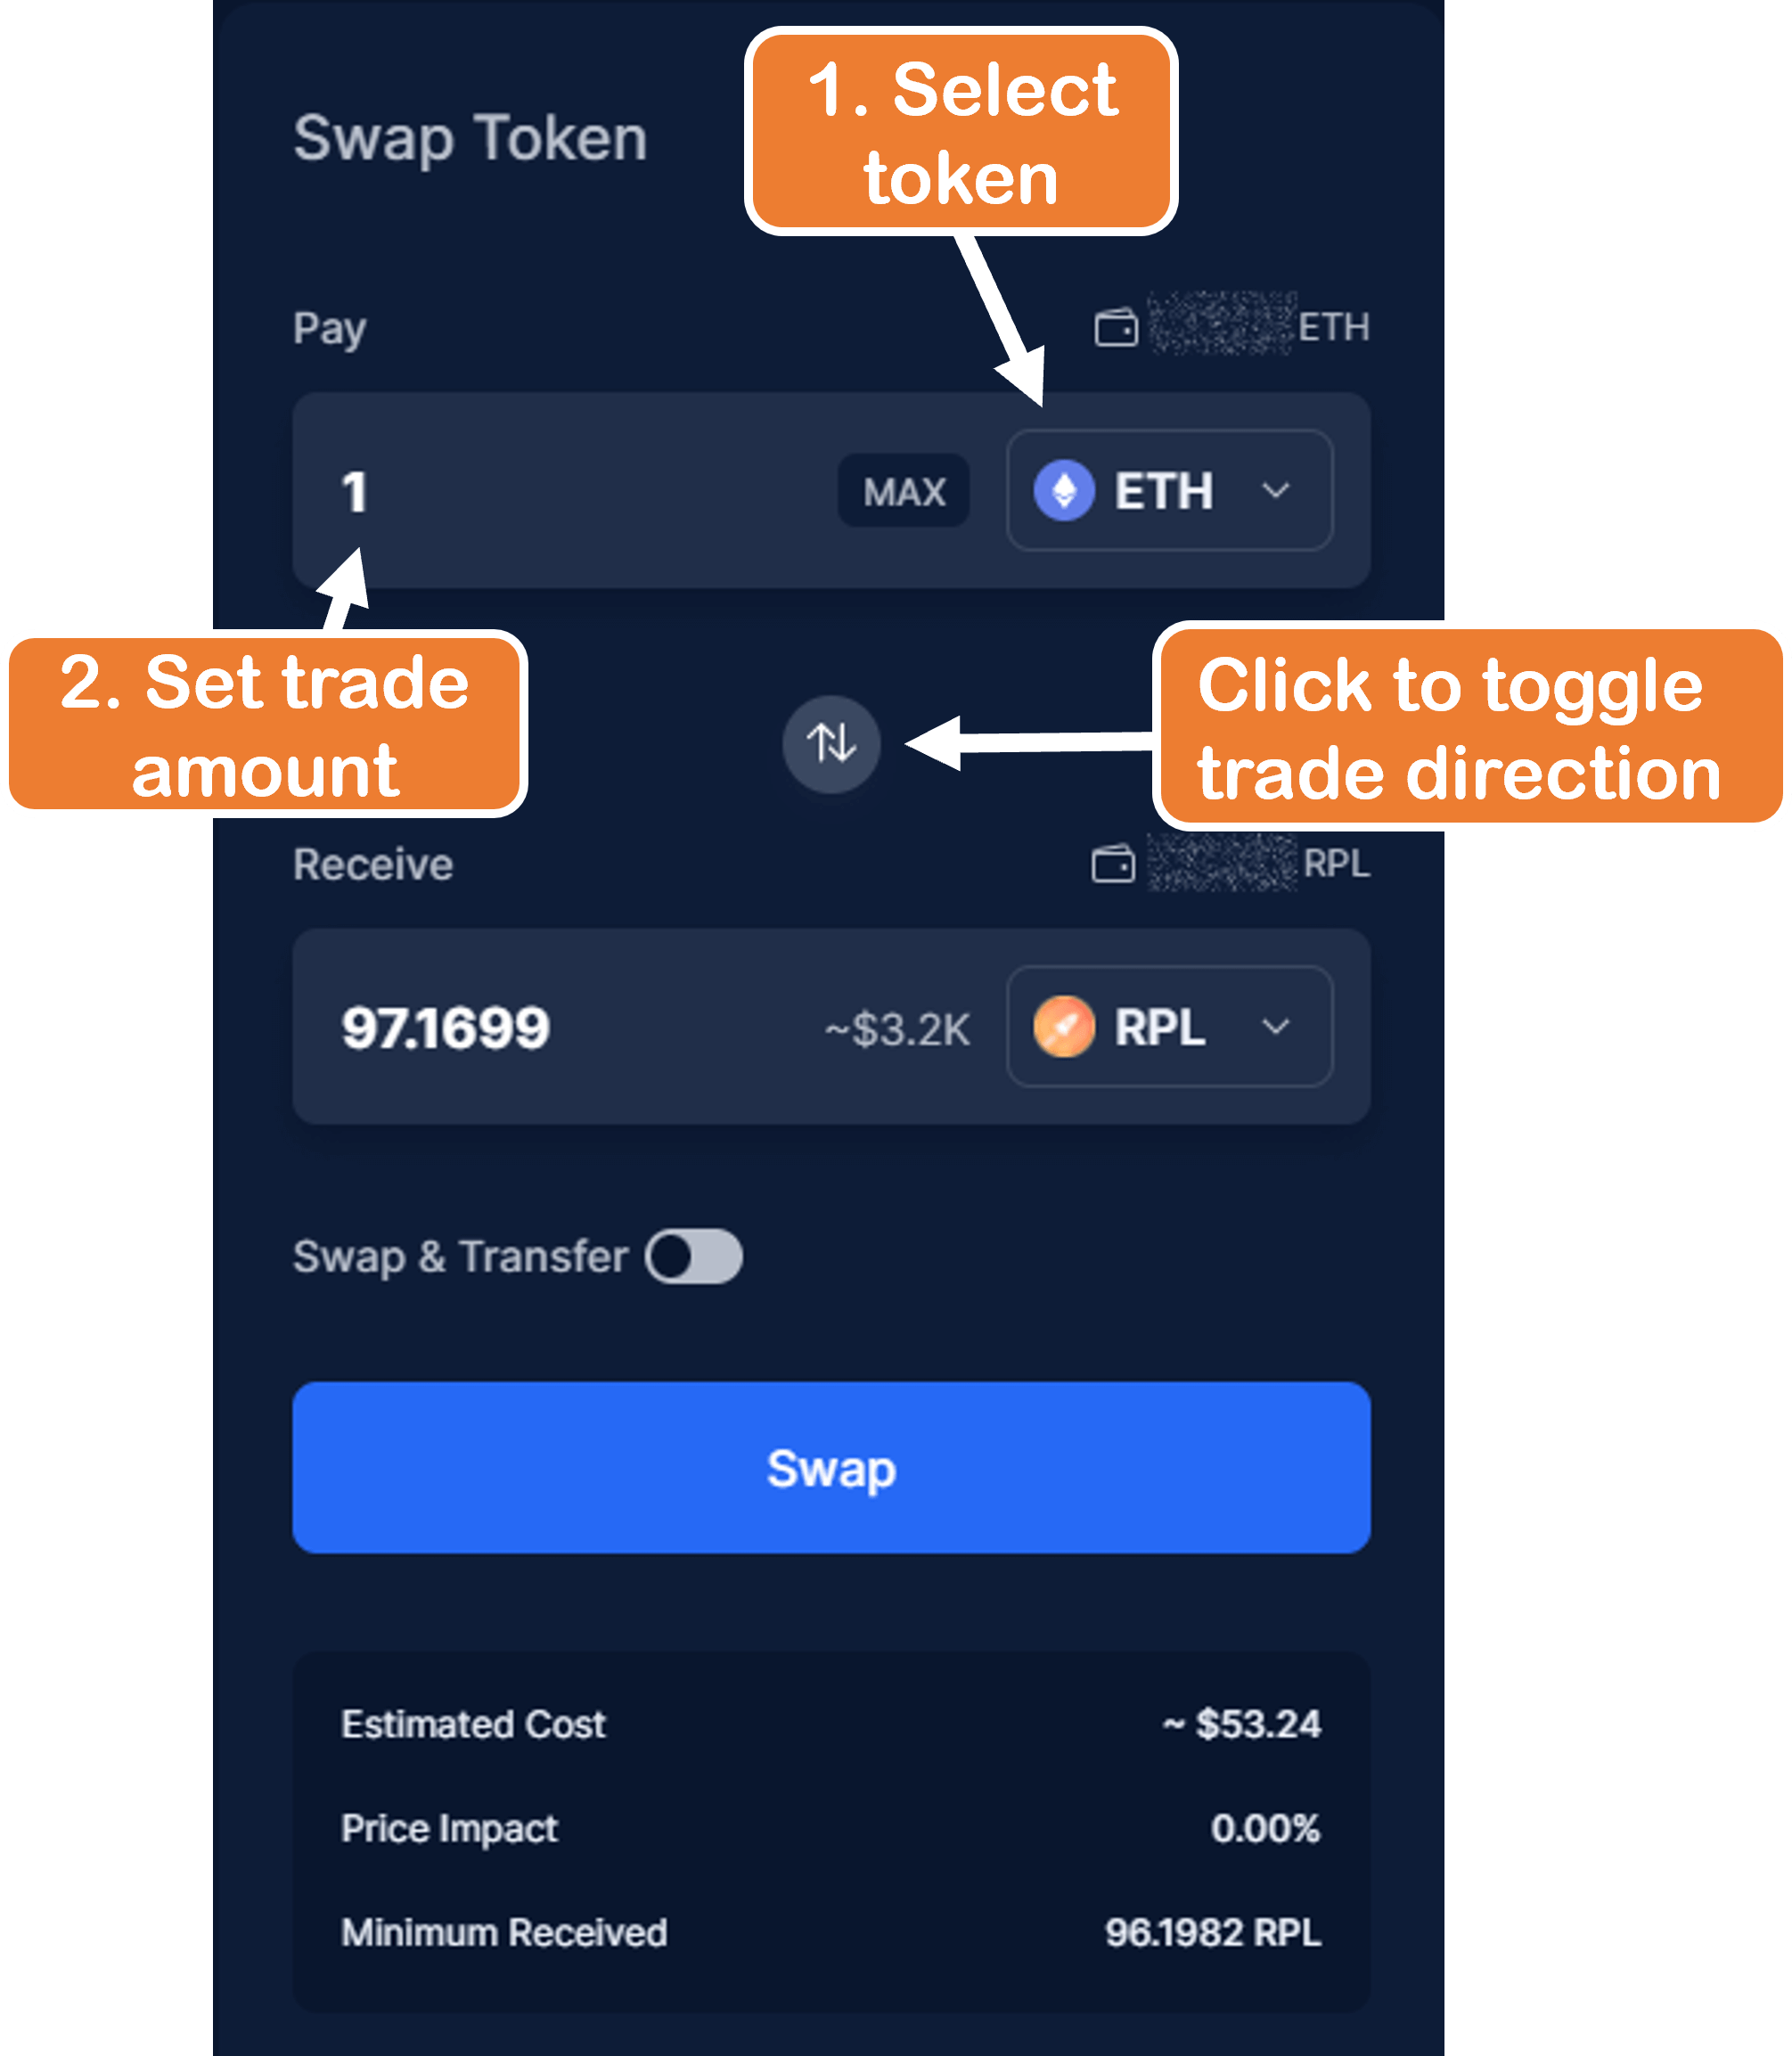 1. Select
token
Swap Token
Pay
ETH
1
MAX
ETH
2. Set trade
amount
Click to toggle
trade direction
Receive
RPL
97.1699
~$3.2K
RPL
Swap & Transfer
Swap
Estimated Cost
~ $53.24
Price Impact
0.00%
Minimum Received
96.1982 RPL